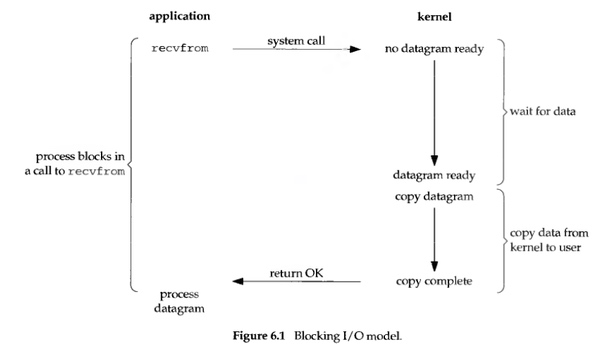 application
kernel
recvfrom
system call
no datagram ready
wait for data
process blocks in
a call to recvfrom
datagram ready
copy datagram
copy data from
kernel to user
return OK
copy complete
process
datagram
Figure 6.1 Blocking I/O model.